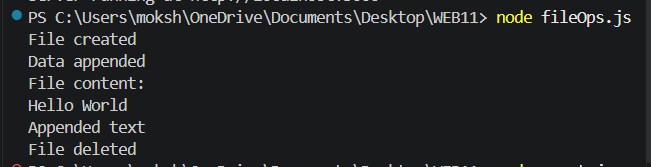 PS C:\Users\moksh\OneDrive\Documents\Desktop\WEB11> node fileOps.js
File created
Data appended
File content:
Hello World
Appended text
File deleted